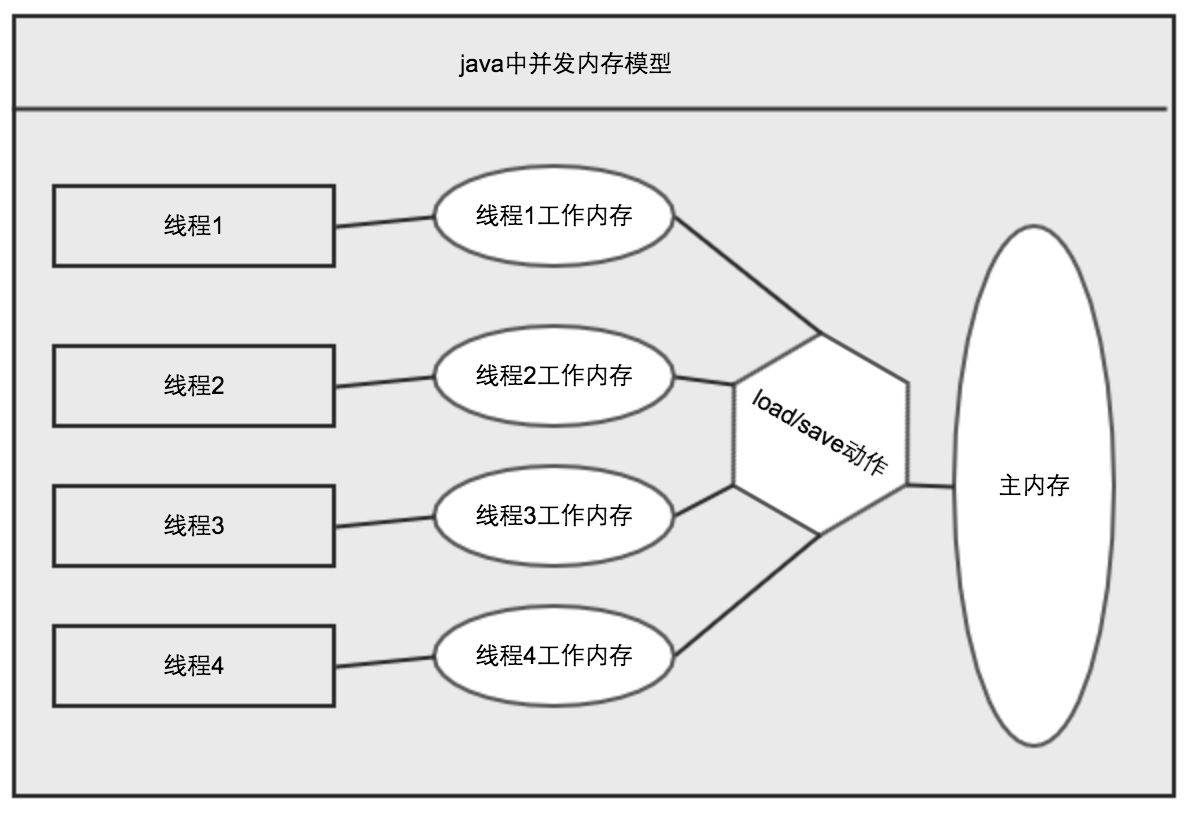 java中并发内存模型
线程1
线程1工作内存
线程2
线程2工作内存
load/save动作
主内存
线程3
线程3工作内存
线程4
线程4工作内存